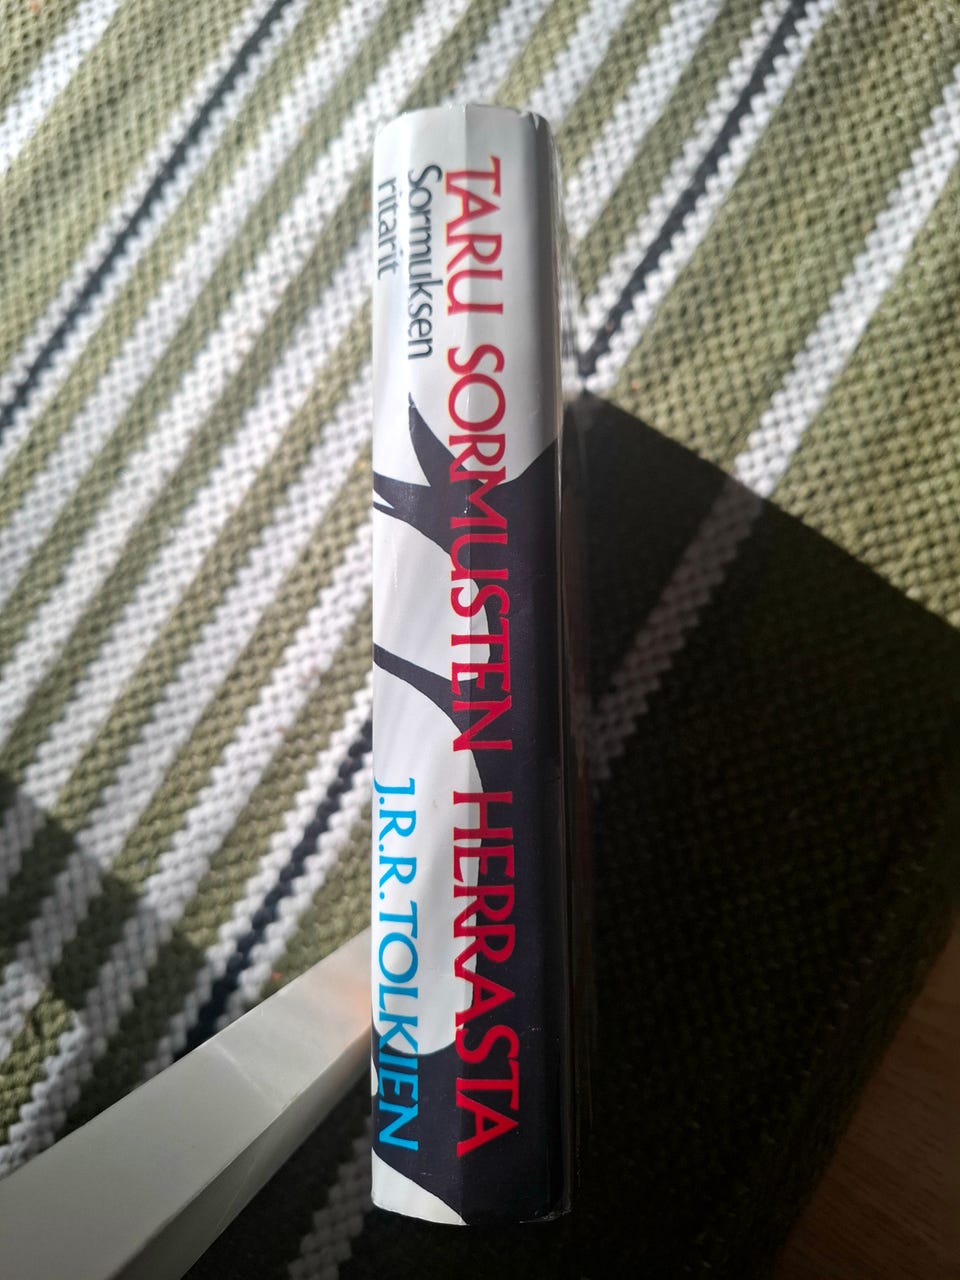 TARU SORMUSTEN HERRASTA
Sormuksen
ritarit
J.R.R. TOLKIEN